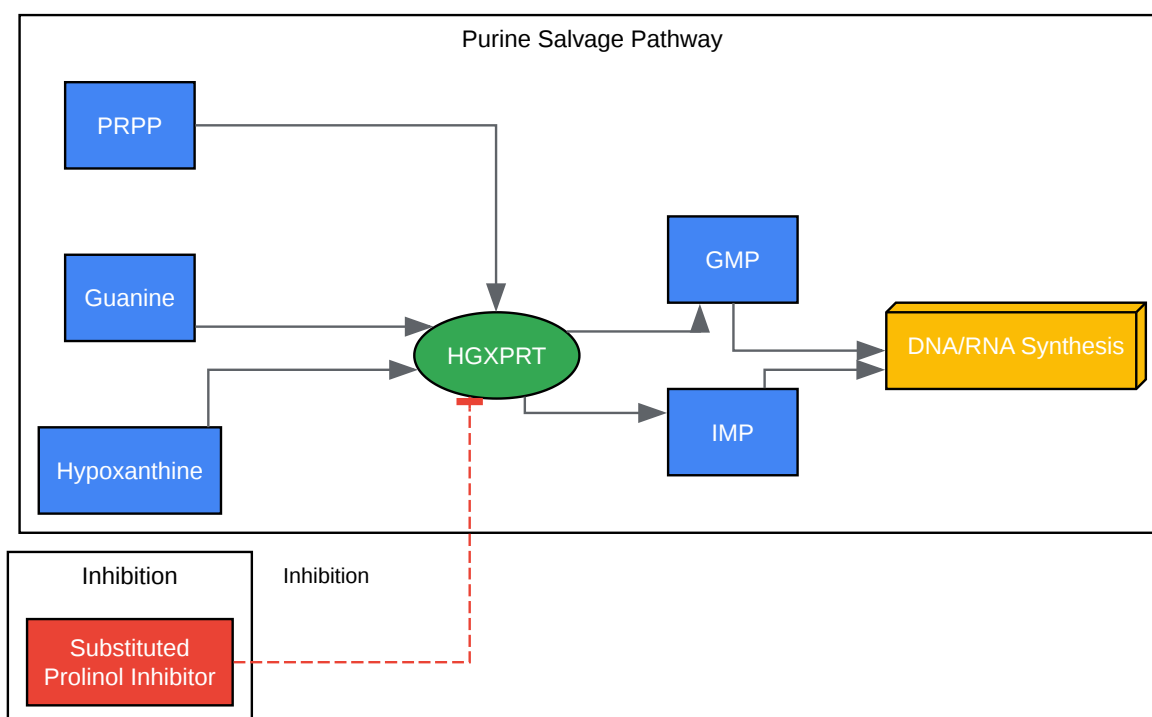 Purine Salvage Pathway
PRPP
Guanine
Hypoxanthine
HGXPRT
GMP
IMP
DNA/RNA Synthesis
Inhibition
Inhibition
Substituted
Prolinol Inhibitor